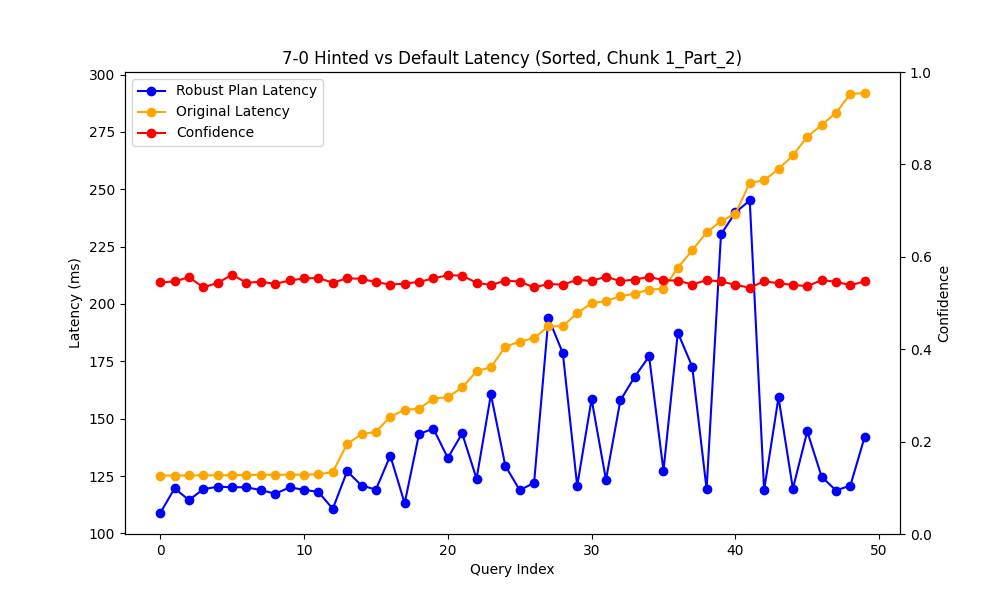 7-0 Hinted vs Default Latency (Sorted, Chunk 1_Part_2)
Robust Plan Latency
Original Latency
Confidence
Latency (ms)
300
275
250
225
200
175
150
125
100
1.0
0.8
0.6
0.4
0.2
0.0
Confidence
0 10 20 30 40 50
Query Index